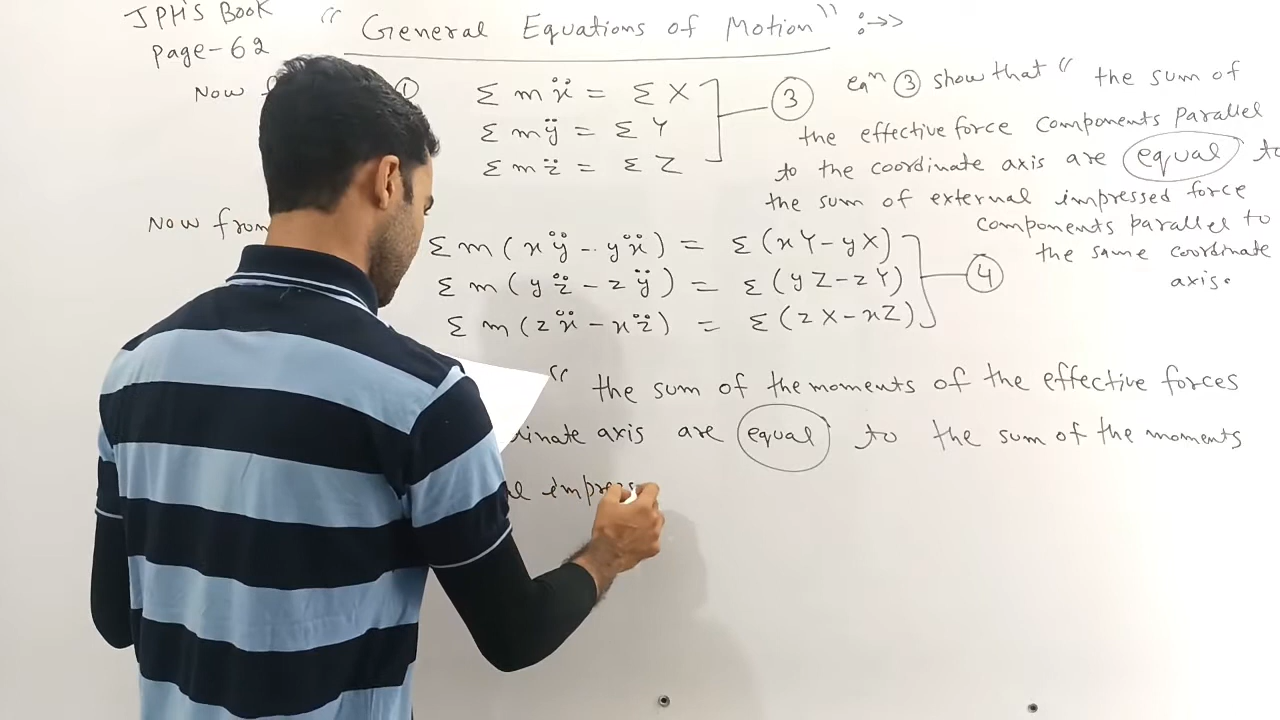 JPH'S Book
Page-62
“ General Equations of Motion ” :->>
Now ①
Σ m ẍ = Σ X
Σ m ÿ = Σ Y
Σ m z̈ = Σ Z
③
eqⁿ ③ show that “ the sum of
the effective force components parallel
to the coordinate axis are equal to
the sum of external impressed force
components parallel to
the same coordinate
axis.
Now from
Σ m ( x ÿ - y ẍ ) = Σ ( x Y - y X )
Σ m ( y z̈ - z ÿ ) = Σ ( y Z - z Y )
Σ m ( z ẍ - x z̈ ) = Σ ( z X - x Z )
④
“ the sum of the moments of the effective forces
axis are equal to the sum of the moments